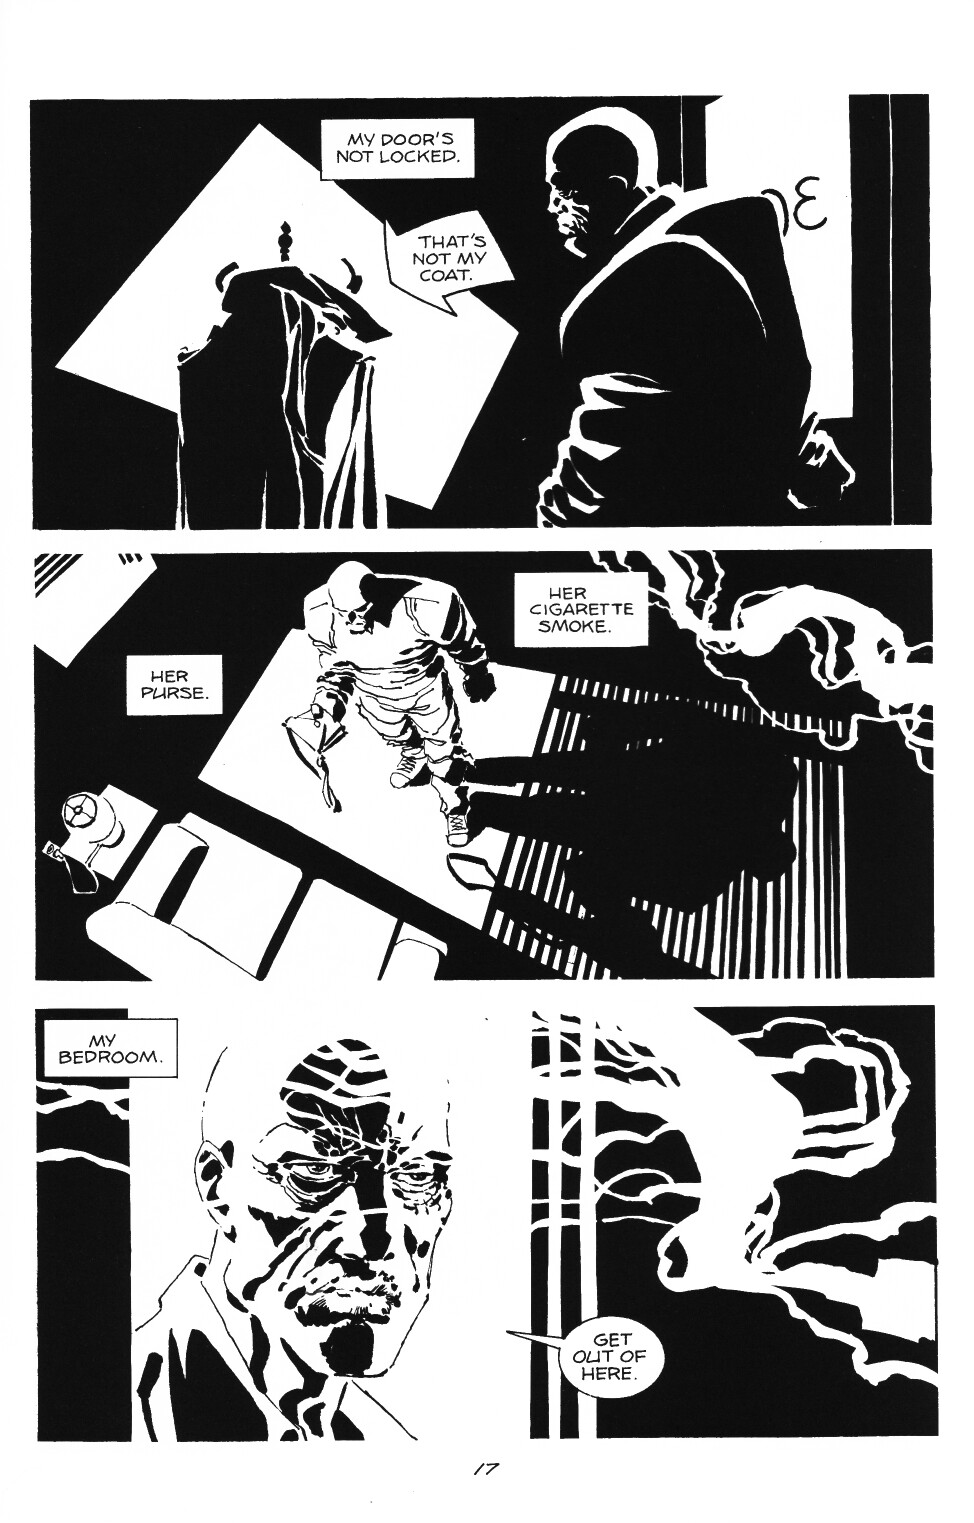 MY DOOR'S
NOT LOCKED.
THAT'S
NOT MY
COAT.
3
HER
PURSE.
HER
CIGARETTE
SMOKE.
MY
BEDROOM.
GET
OUT OF
HERE.
17